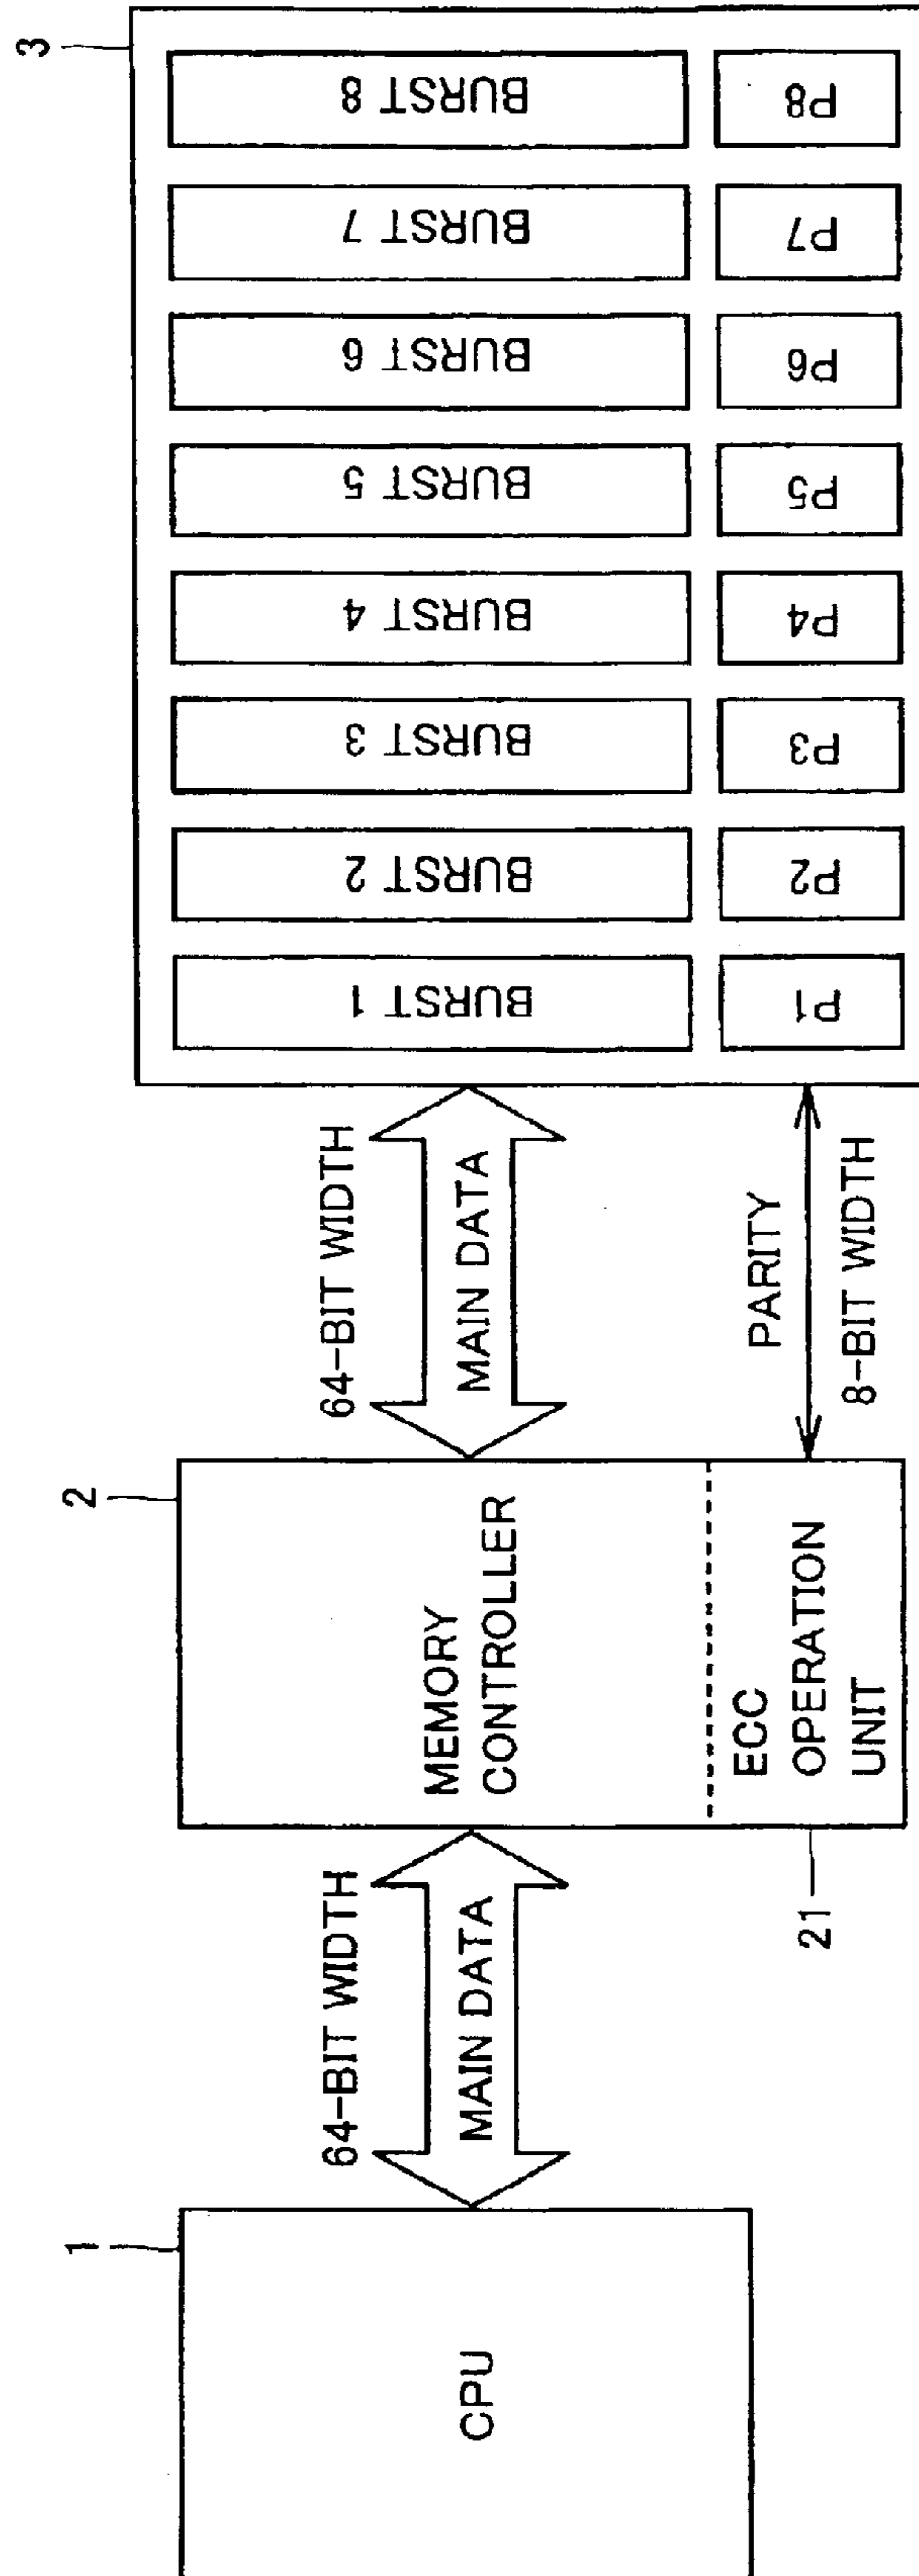 1
CPU
64-BIT WIDTH
MAIN DATA
2
MEMORY
CONTROLLER
ECC
OPERATION
UNIT
21
64-BIT WIDTH
MAIN DATA
PARITY
8-BIT WIDTH
3
BURST 1
P1
BURST 2
P2
BURST 3
P3
BURST 4
P4
BURST 5
P5
BURST 6
P6
BURST 7
P7
BURST 8
P8